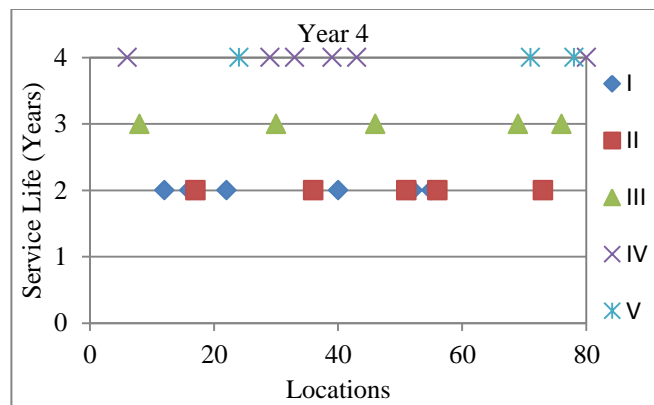 Year 4
Service Life (Years)
4
3
2
1
0
0 20 40 60 80
Locations
I
II
III
IV
V